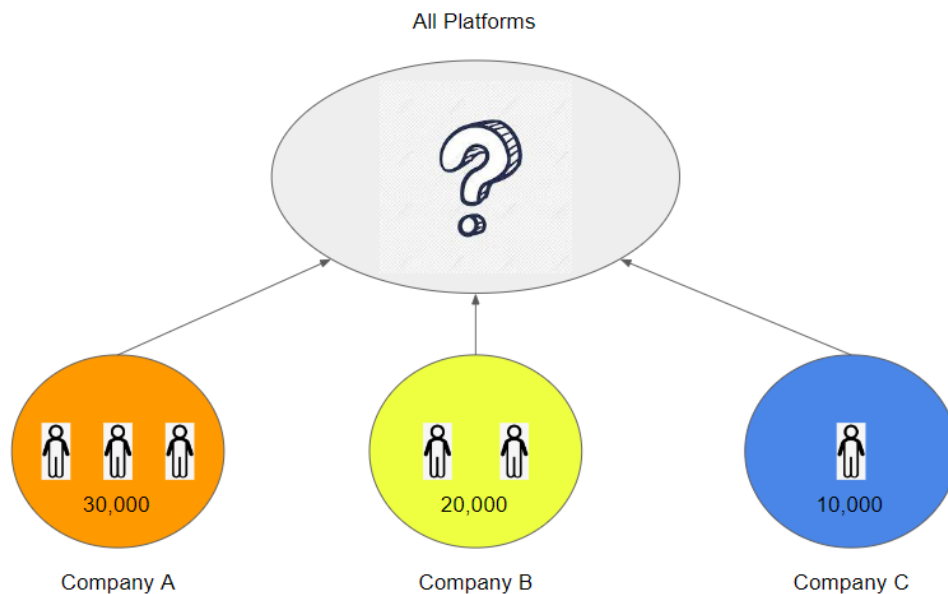 All Platforms
?
30,000
20,000
10,000
Company A
Company B
Company C